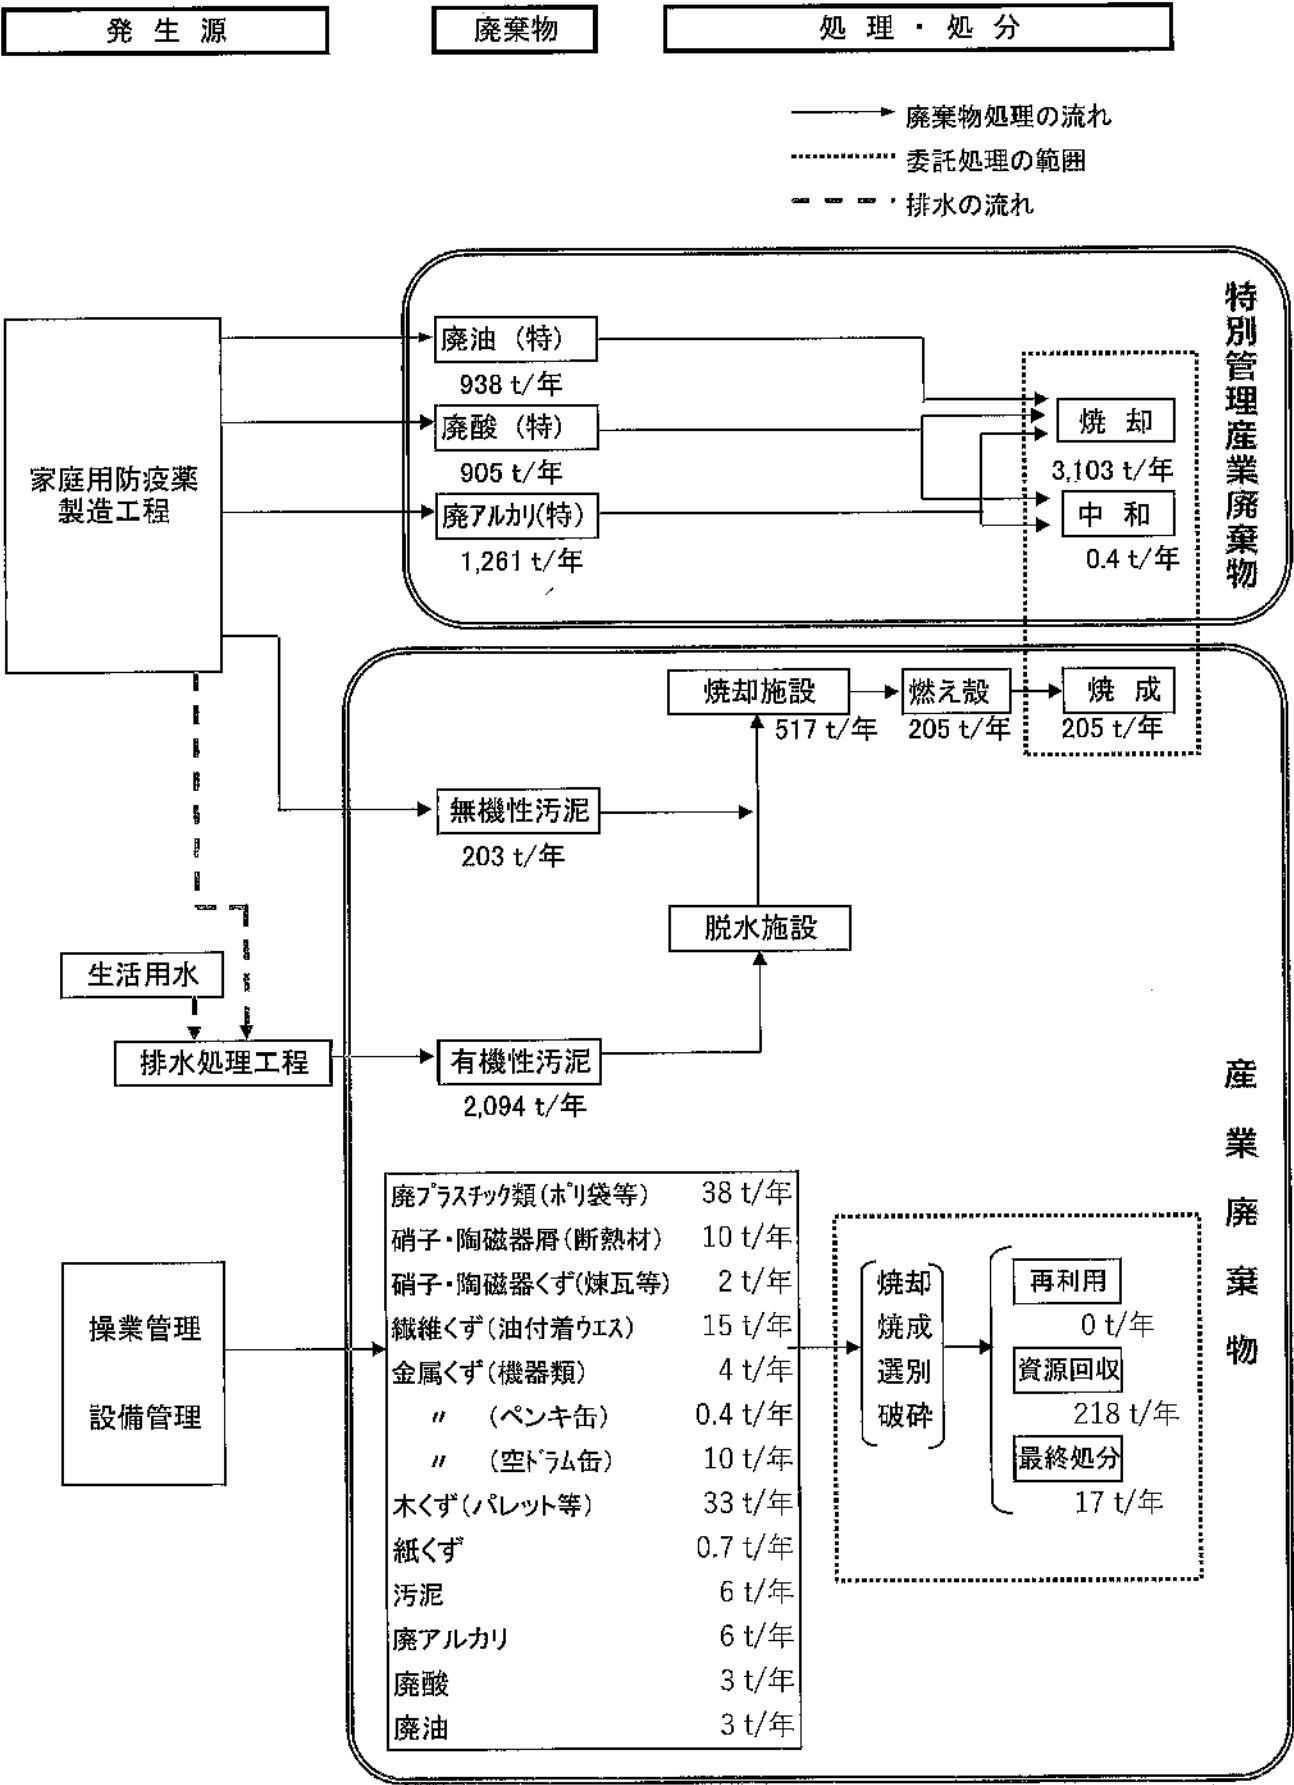 発生源
廃棄物
処理・処分
廃棄物処理の流れ
委託処理の範囲
排水の流れ
特別管理産業廃棄物
家庭用防疫薬
製造工程
廃油(特)
938 t/年
廃酸(特)
905 t/年
廃アルカリ(特)
1,261 t/年
焼却
3,103 t/年
中和
0.4 t/年
焼却施設
517 t/年
燃え殻
205 t/年
焼成
205 t/年
無機性汚泥
203 t/年
脱水施設
生活用水
排水処理工程
有機性汚泥
2,094 t/年
産業廃棄物
操業管理
設備管理
廃プラスチック類(ポリ袋等) 38 t/年
硝子・陶磁器屑(断熱材) 10 t/年
硝子・陶磁器くず(煉瓦等) 2 t/年
繊維くず(油付着ウエス) 15 t/年
金属くず(機器類) 4 t/年
〃 (ペンキ缶) 0.4 t/年
〃 (空ドラム缶) 10 t/年
木くず(パレット等) 33 t/年
紙くず 0.7 t/年
汚泥 6 t/年
廃アルカリ 6 t/年
廃酸 3 t/年
廃油 3 t/年
焼却
焼成
選別
破砕
再利用
0 t/年
資源回収
218 t/年
最終処分
17 t/年